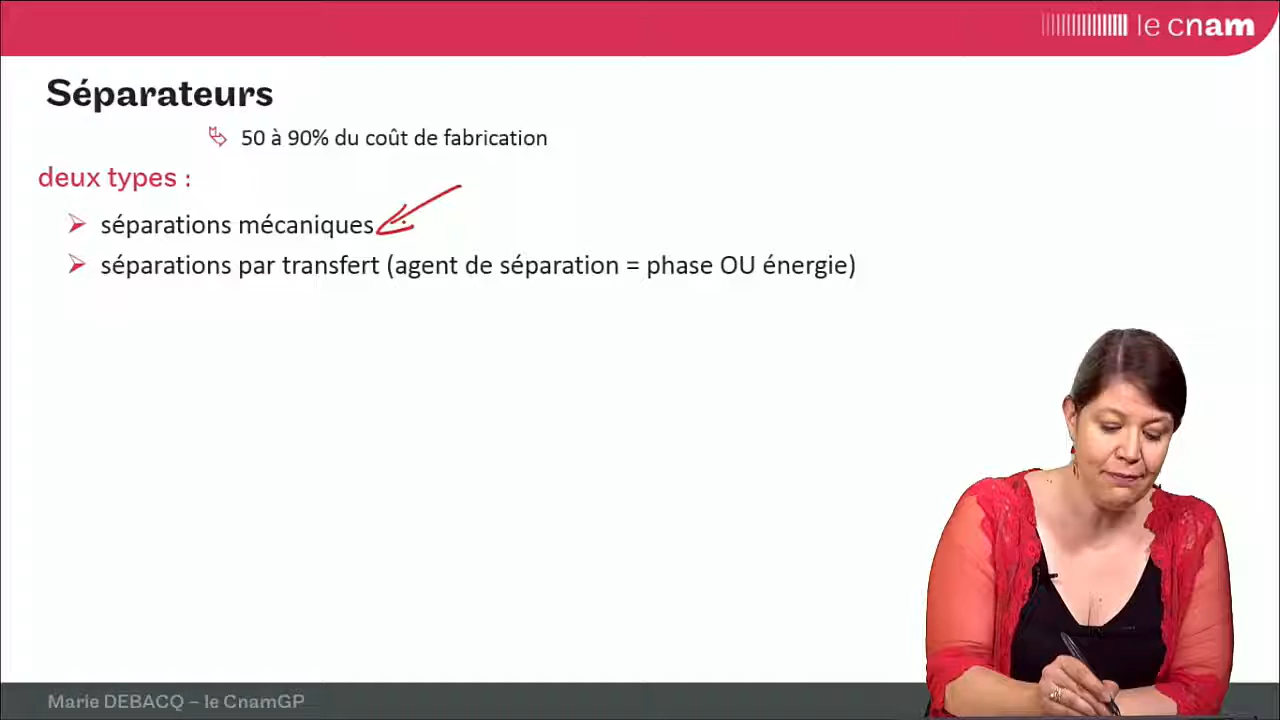 le cnam
Séparateurs
50 à 90% du coût de fabrication
deux types :
séparations mécaniques
séparations par transfert (agent de séparation = phase OU énergie)
Marie DEBACQ – le CnamGP